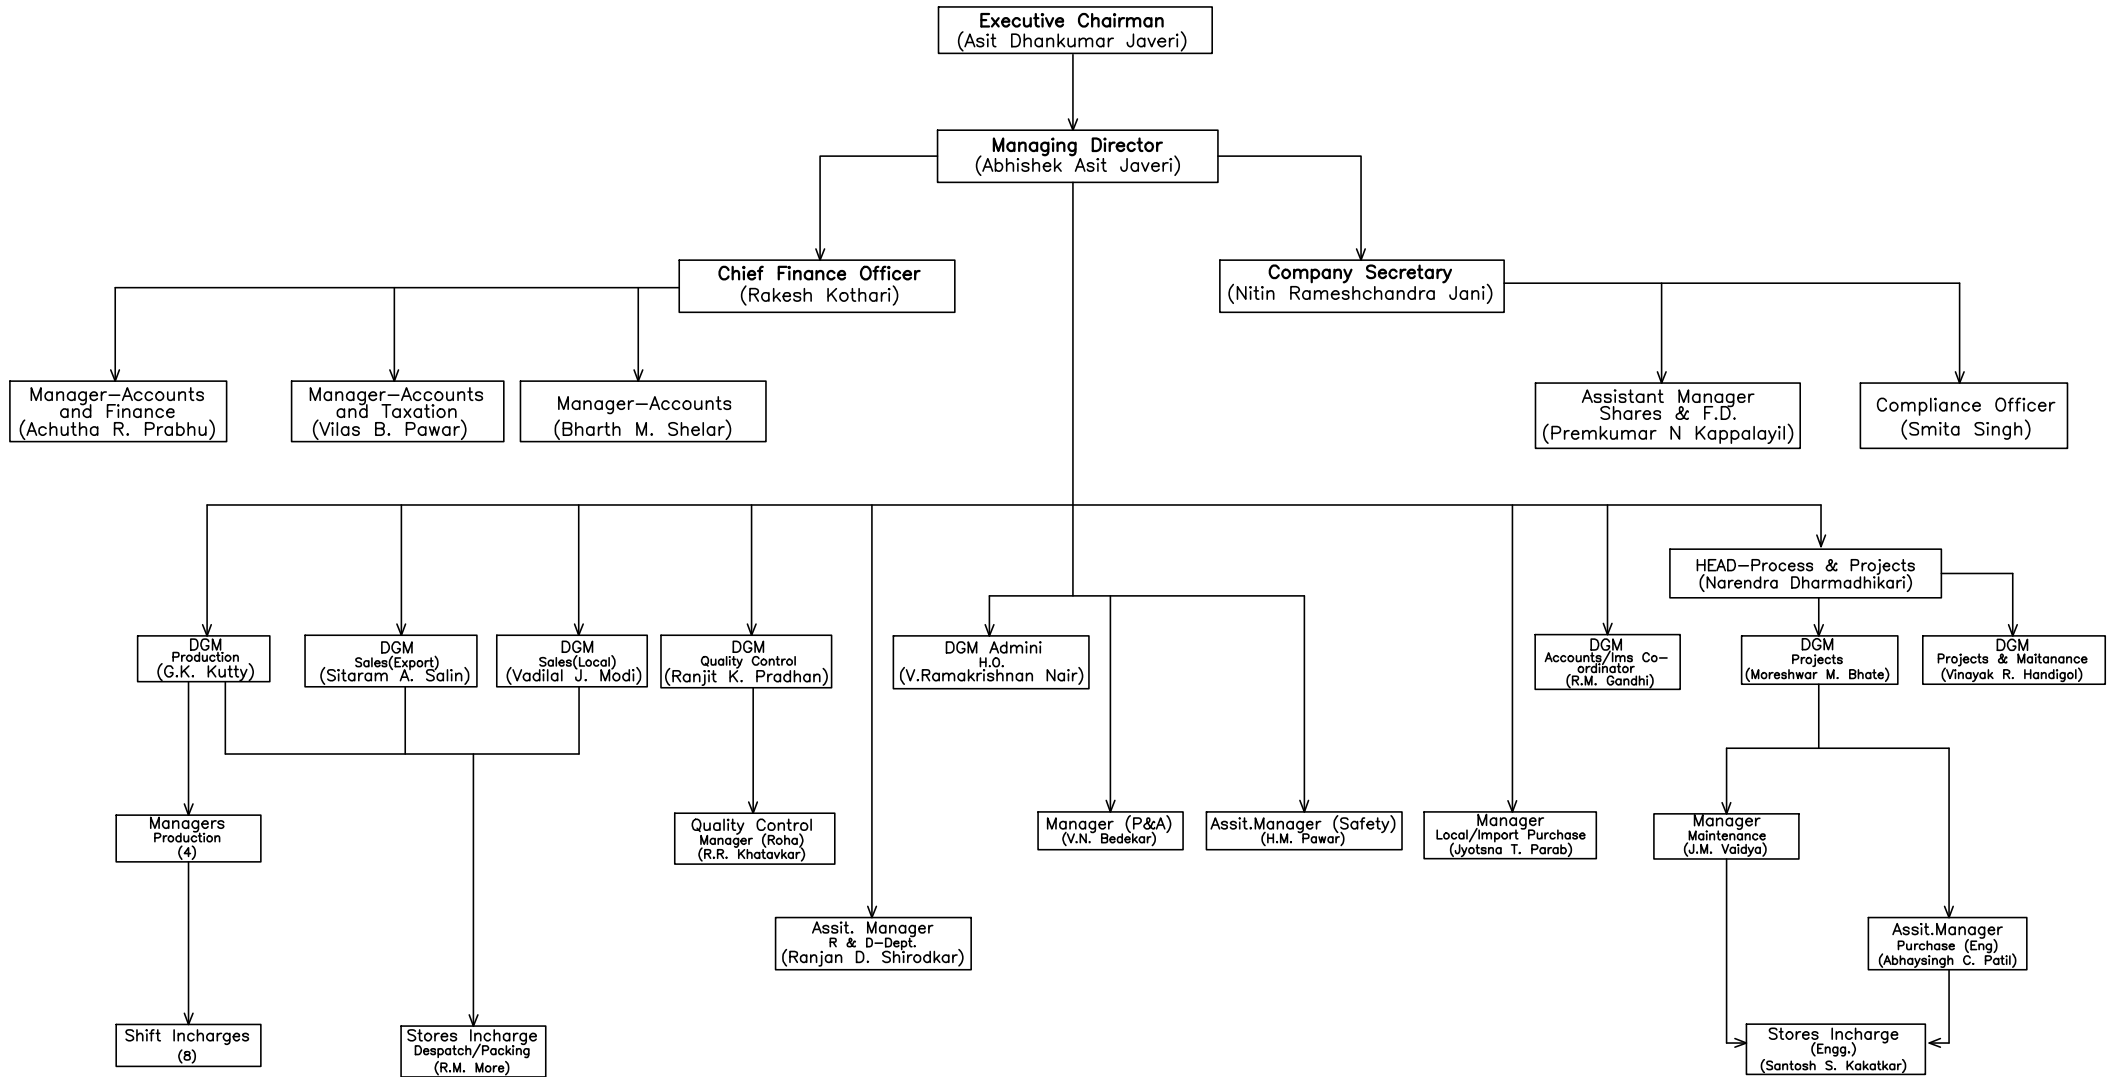 Executive Chairman
(Asit Dhankumar Javeri)
Managing Director
(Abhishek Asit Javeri)
Chief Finance Officer
(Rakesh Kothari)
Company Secretary
(Nitin Rameshchandra Jani)
Manager-Accounts
and Finance
(Achutha R. Prabhu)
Manager-Accounts
and Taxation
(Vilas B. Pawar)
Manager-Accounts
(Bharth M. Shelar)
Assistant Manager
Shares & F.D.
(Premkumar N Kappalayil)
Compliance Officer
(Smita Singh)
HEAD-Process & Projects
(Narendra Dharmadhikari)
DGM
Production
(G.K. Kutty)
DGM
Sales(Export)
(Sitaram A. Salin)
DGM
Sales(Local)
(Vadilal J. Modi)
DGM
Quality Control
(Ranjit K. Pradhan)
DGM Admini
H.O.
(V.Ramakrishnan Nair)
DGM
Accounts/Ims Co-
ordinator
(R.M. Gandhi)
DGM
Projects
(Moreshwar M. Bhate)
DGM
Projects & Maitanance
(Vinayak R. Handigol)
Managers
Production
(4)
Quality Control
Manager (Roha)
(R.R. Khatavkar)
Manager (P&A)
(V.N. Bedekar)
Assit.Manager (Safety)
(H.M. Pawar)
Manager
Local/Import Purchase
(Jyotsna T. Parab)
Manager
Maintenance
(J.M. Vaidya)
Assit. Manager
R & D-Dept.
(Ranjan D. Shirodkar)
Assit.Manager
Purchase (Eng)
(Abhaysingh C. Patil)
Shift Incharges
(8)
Stores Incharge
Despatch/Packing
(R.M. More)
Stores Incharge
(Engg.)
(Santosh S. Kakatkar)